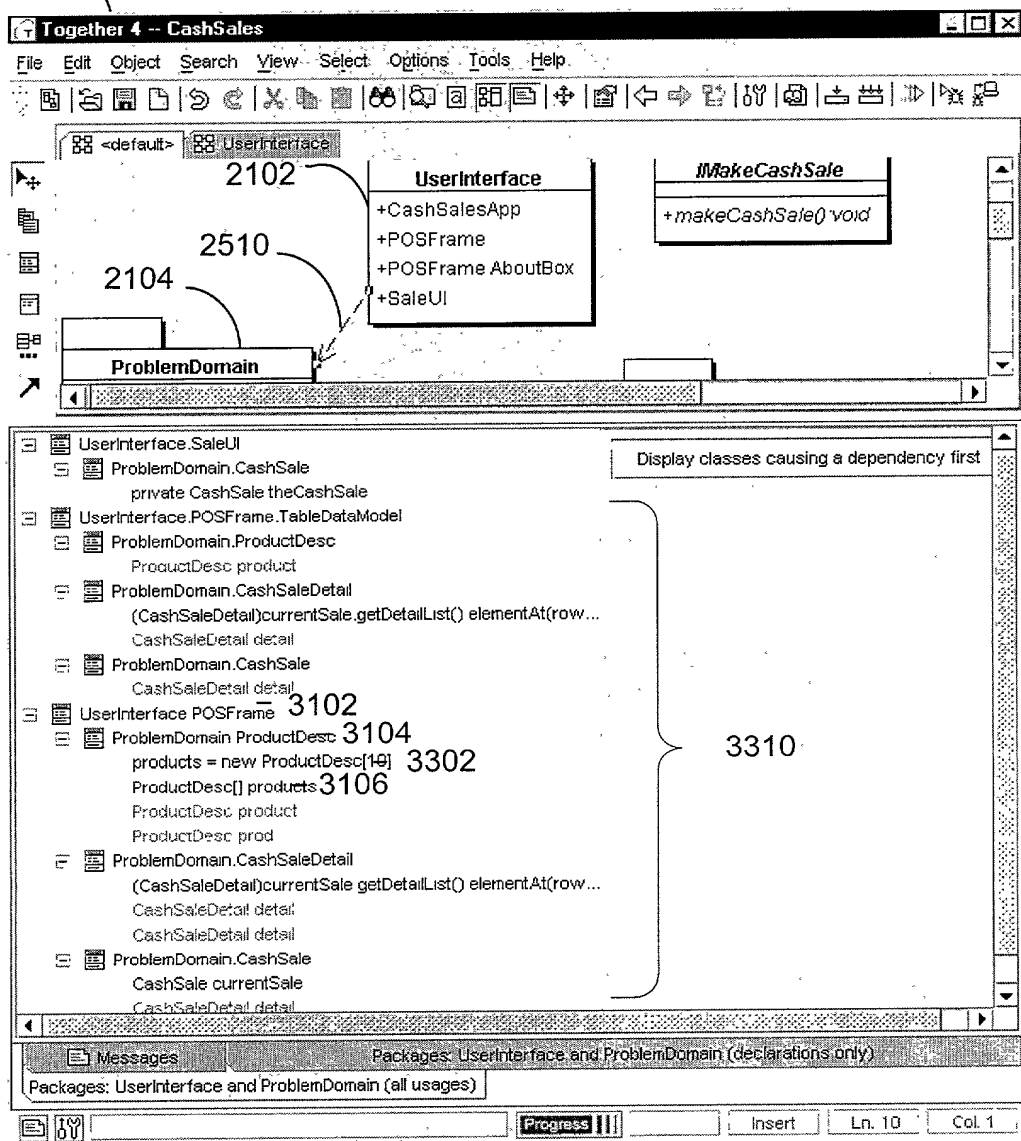 Together 4 -- CashSales
File Edit Object Search View Select Options Tools Help
<default> UserInterface
2102
UserInterface
+CashSalesApp
+POSFrame
+POSFrame AboutBox
+SaleUI
IMakeCashSale
+makeCashSale() void
2510
2104
ProblemDomain
UserInterface.SaleUI
Display classes causing a dependency first
ProblemDomain.CashSale
private CashSale theCashSale
UserInterface.POSFrame.TableDataModel
ProblemDomain.ProductDesc
ProductDesc product
ProblemDomain.CashSaleDetail
(CashSaleDetail)currentSale.getDetailList() elementAt(row...
CashSaleDetail detail
ProblemDomain.CashSale
CashSaleDetail detail
UserInterface POSFrame 3102
ProblemDomain ProductDesc 3104
products = new ProductDesc[10] 3302
ProductDesc[] products 3106
3310
ProductDesc product
ProductDesc prod
ProblemDomain.CashSaleDetail
(CashSaleDetail)currentSale getDetailList() elementAt(row...
CashSaleDetail detail
CashSaleDetail detail
ProblemDomain.CashSale
CashSale currentSale
CashSaleDetail detail
Messages Packages: UserInterface and ProblemDomain (declarations only)
Packages: UserInterface and ProblemDomain (all usages)
Progress Insert Ln. 10 Col. 1